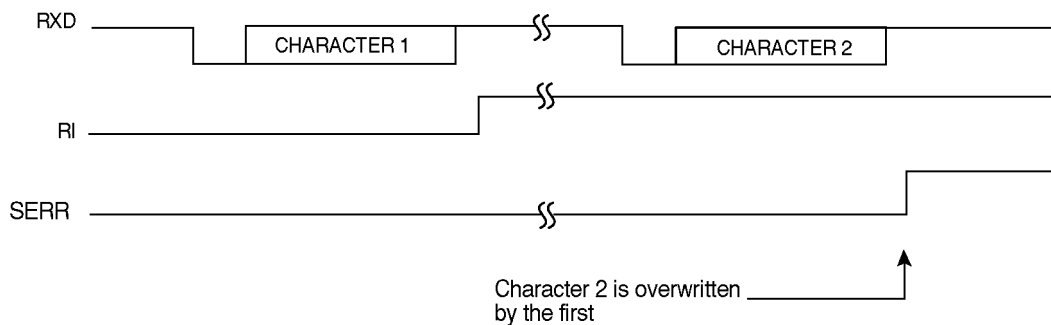 RXD
CHARACTER 1
CHARACTER 2
RI
SERR
Character 2 is overwritten
by the first